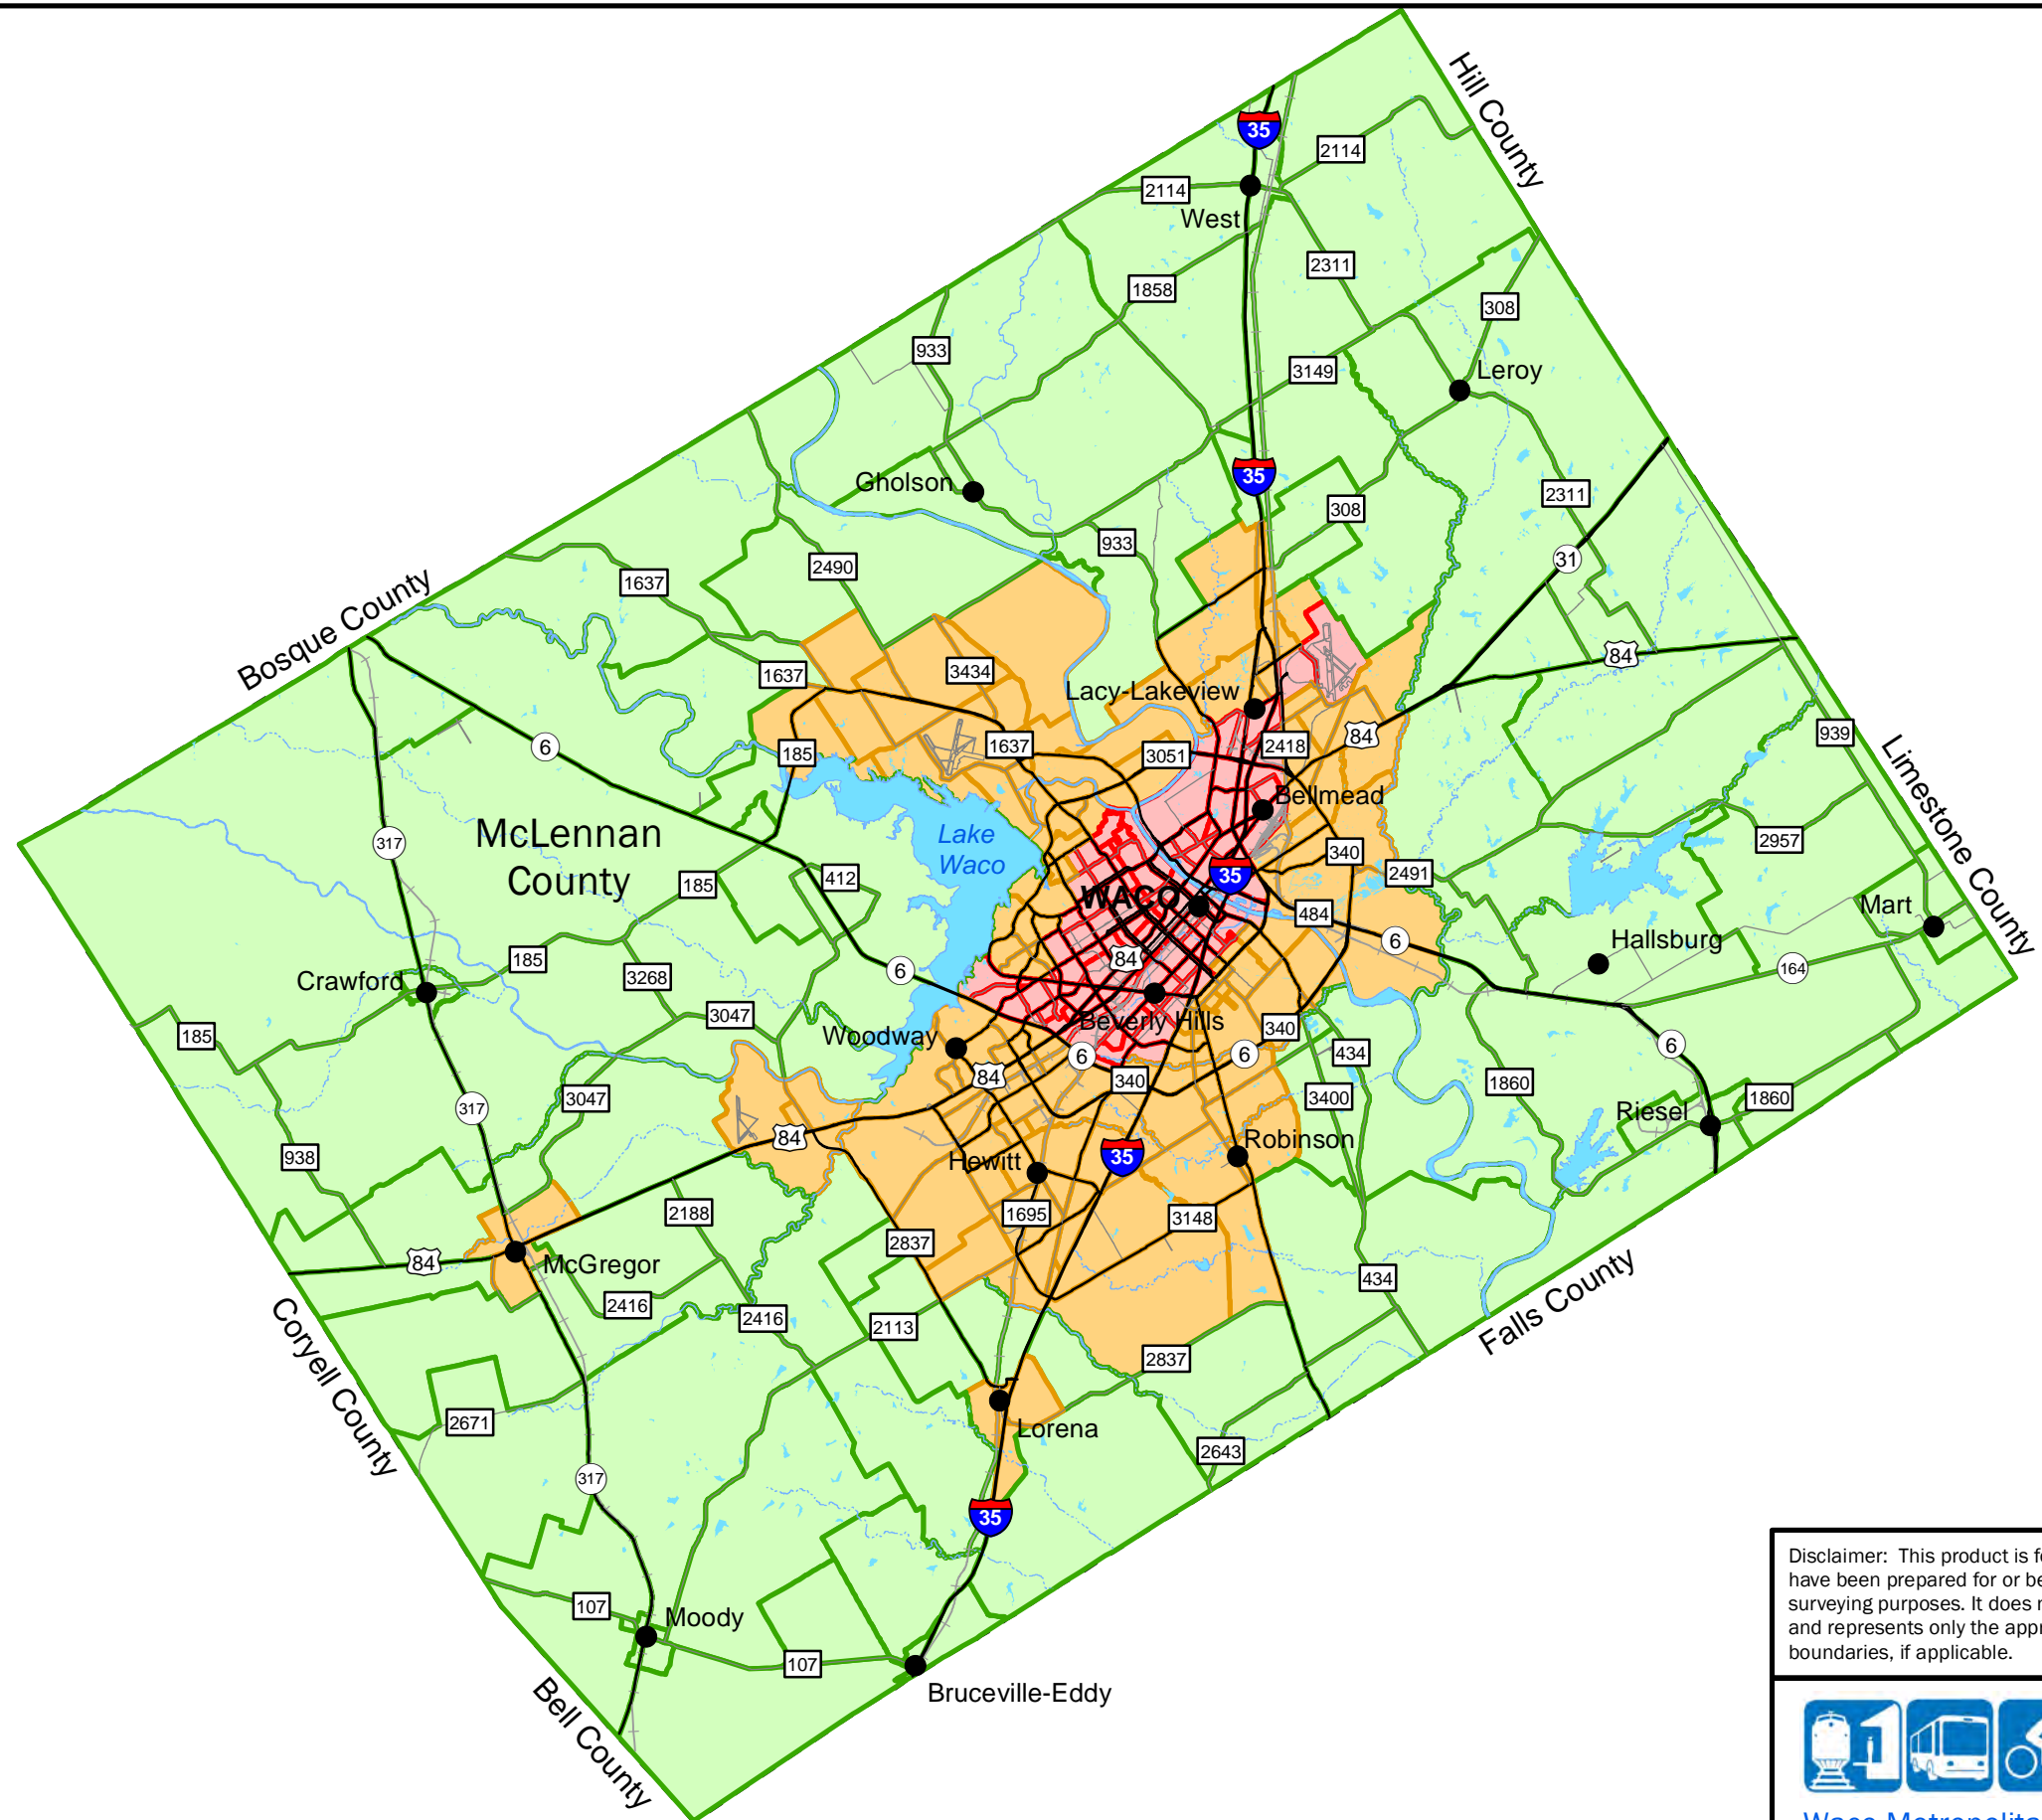 Hill County
35
2114
2114
West
2311
1858
308
933
3149
Leroy
35
Gholson
2311
308
933
31
2490
1637
Bosque County
84
3434
1637
Lacy-Lakeview
939
84
2418
1637
3051
185
6
Limestone County
Bellmead
McLennan
County
Lake
Waco
317
2957
340
2491
35
412
185
WACO
Mart
484
6
Hallsburg
185
84
164
6
3268
Crawford
3047
Beverly Hills
340
185
Woodway
6
6
434
6
84
340
1860
3400
1860
3047
317
Riesel
84
Robinson
938
35
Hewitt
2188
1695
3148
2837
84
McGregor
434
2416
2416
2113
Falls County
Coryell County
2837
2671
Lorena
2643
317
35
Disclaimer: This product is f
have been prepared for or be
surveying purposes. It does
and represents only the app
boundaries, if applicable.
107
Moody
107
Bell County
Bruceville-Eddy
Waco Metropolita